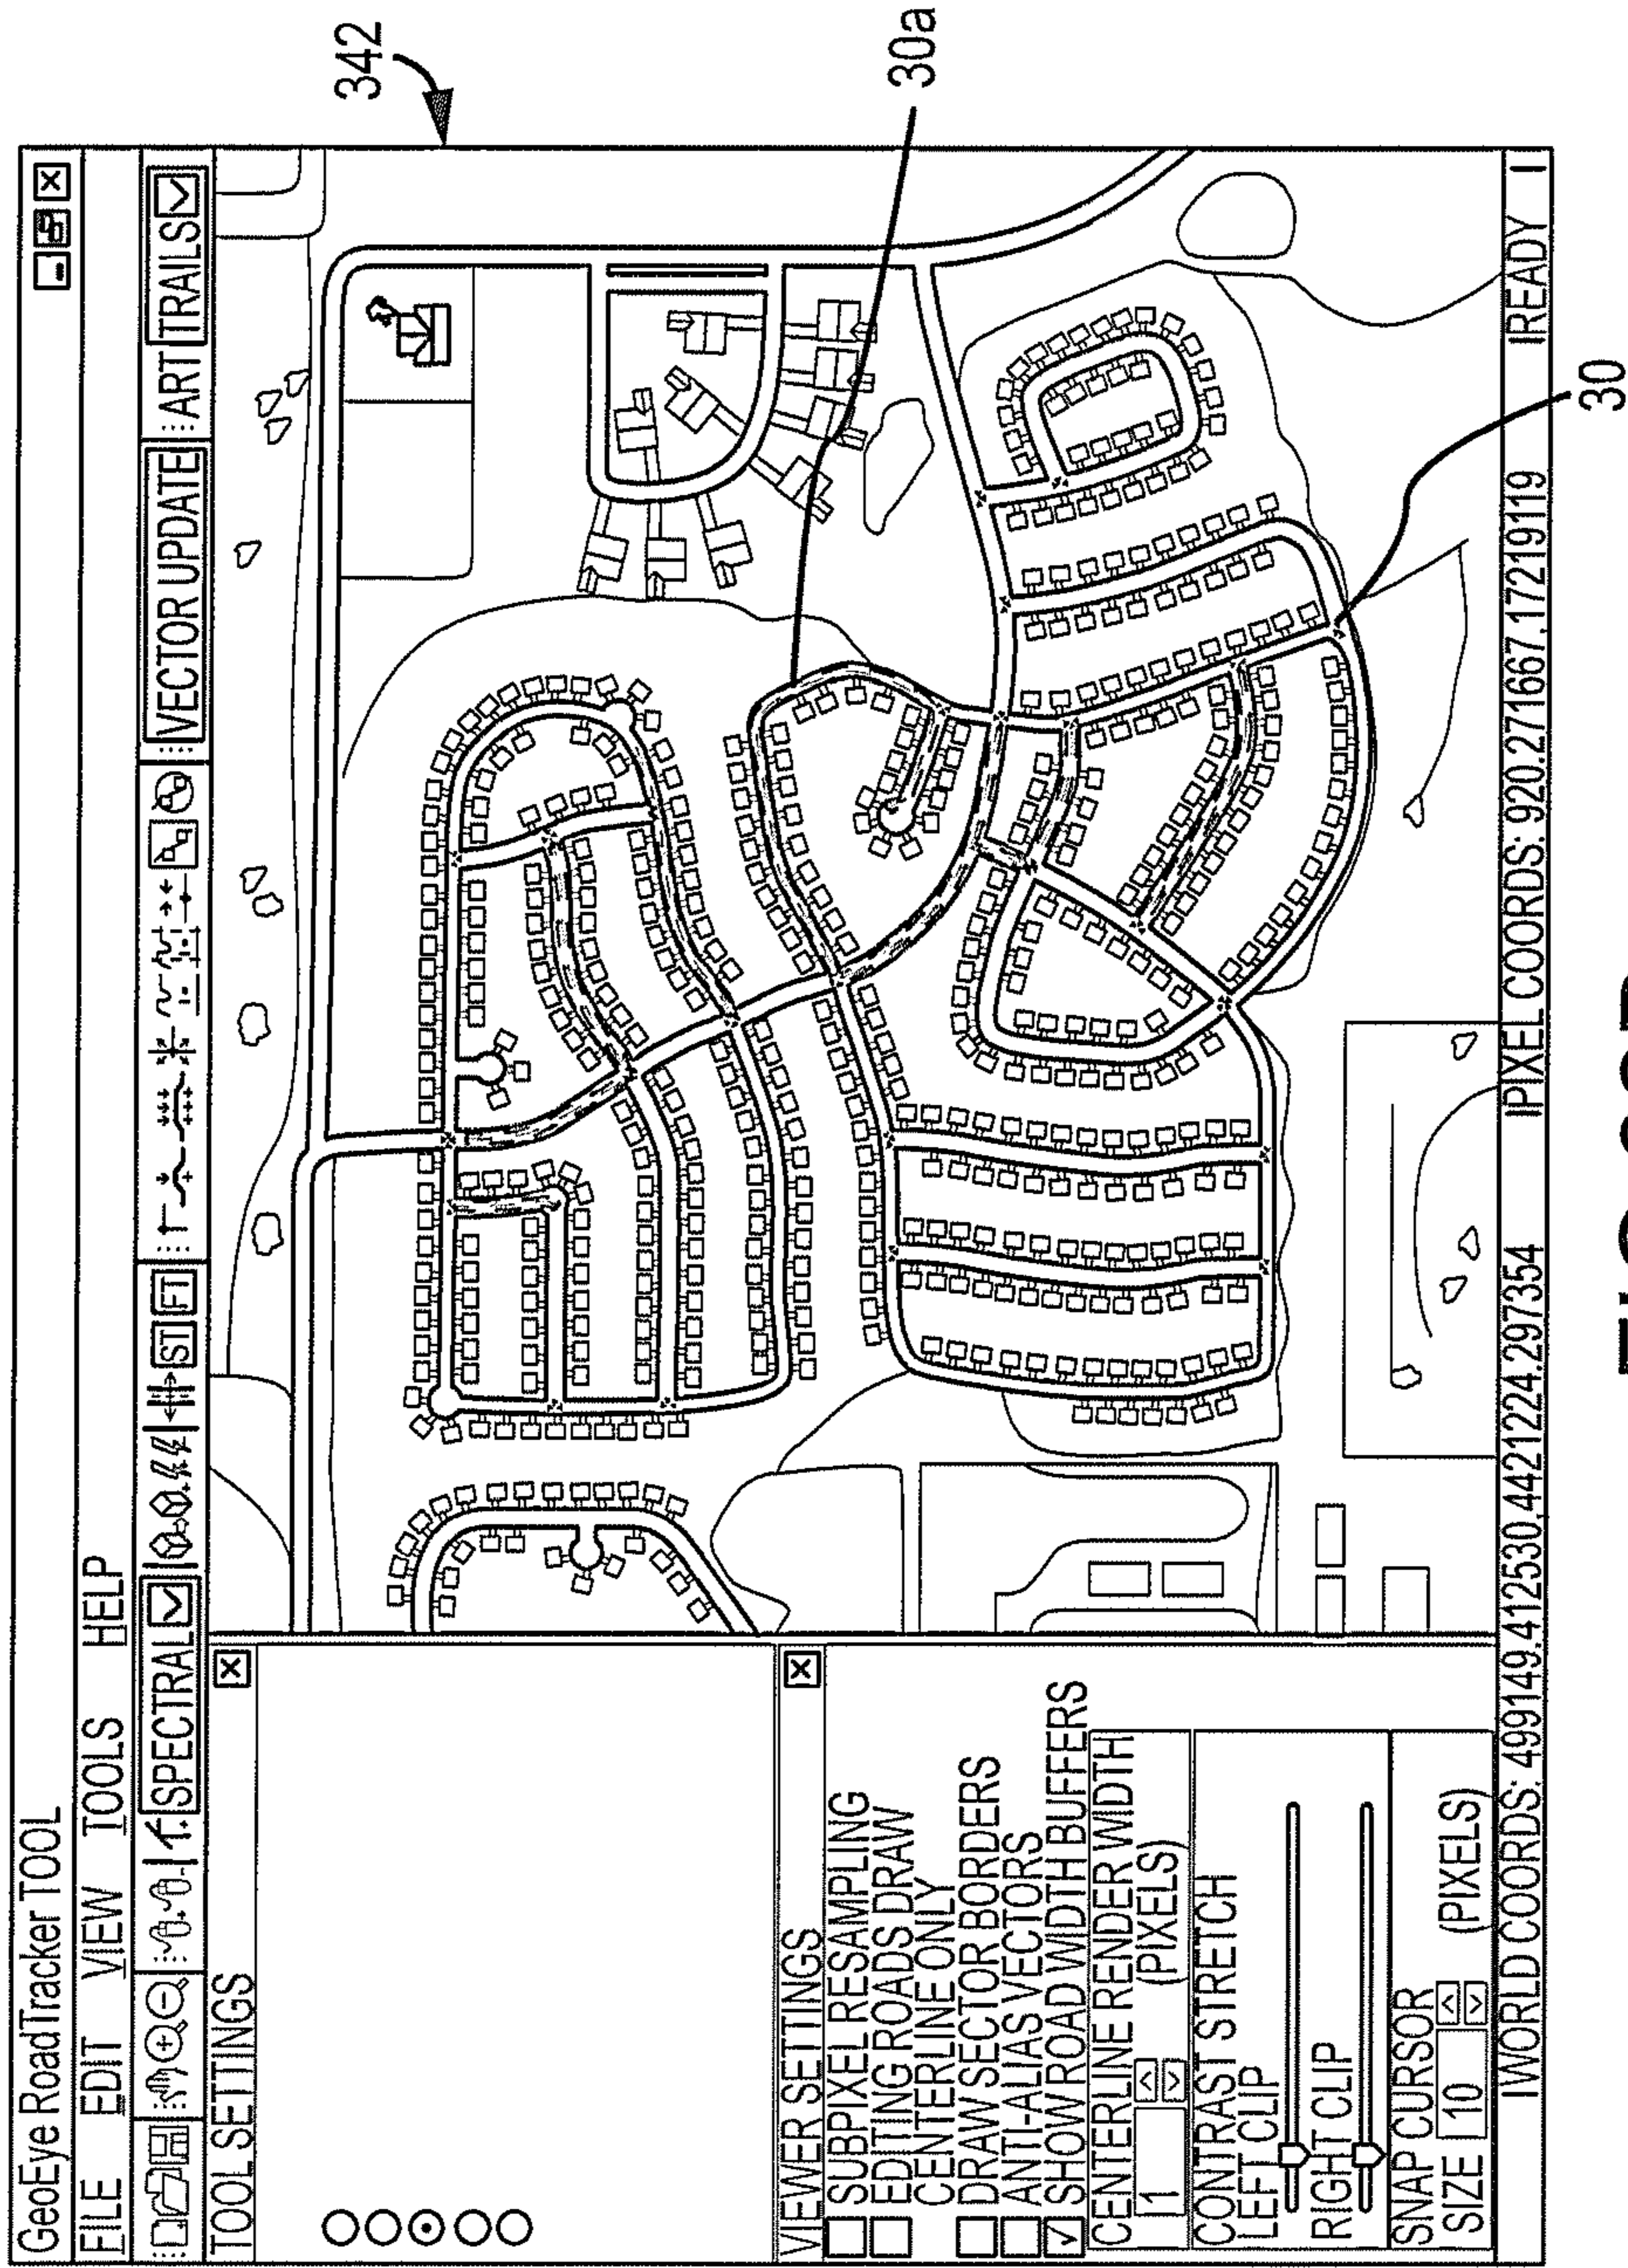 GeoEye RoadTracker TOOL
FILE EDIT VIEW TOOLS HELP
SPECTRAL ST FT VECTOR UPDATE ART TRAILS
TOOL SETTINGS
VIEWER SETTINGS
SUBPIXEL RESAMPLING
EDITING ROADS DRAW
CENTERLINE ONLY
DRAW SECTOR BORDERS
ANTI-ALIAS VECTORS
SHOW ROAD WIDTH BUFFERS
CENTERLINE RENDER WIDTH
1 (PIXELS)
CONTRAST STRETCH
LEFT CLIP
RIGHT CLIP
SNAP CURSOR
SIZE 10 (PIXELS)
WORLD COORDS: 499149.412530,4421224.297354 PIXEL COORDS: 920.271667,17219119 READY
342
30a
30